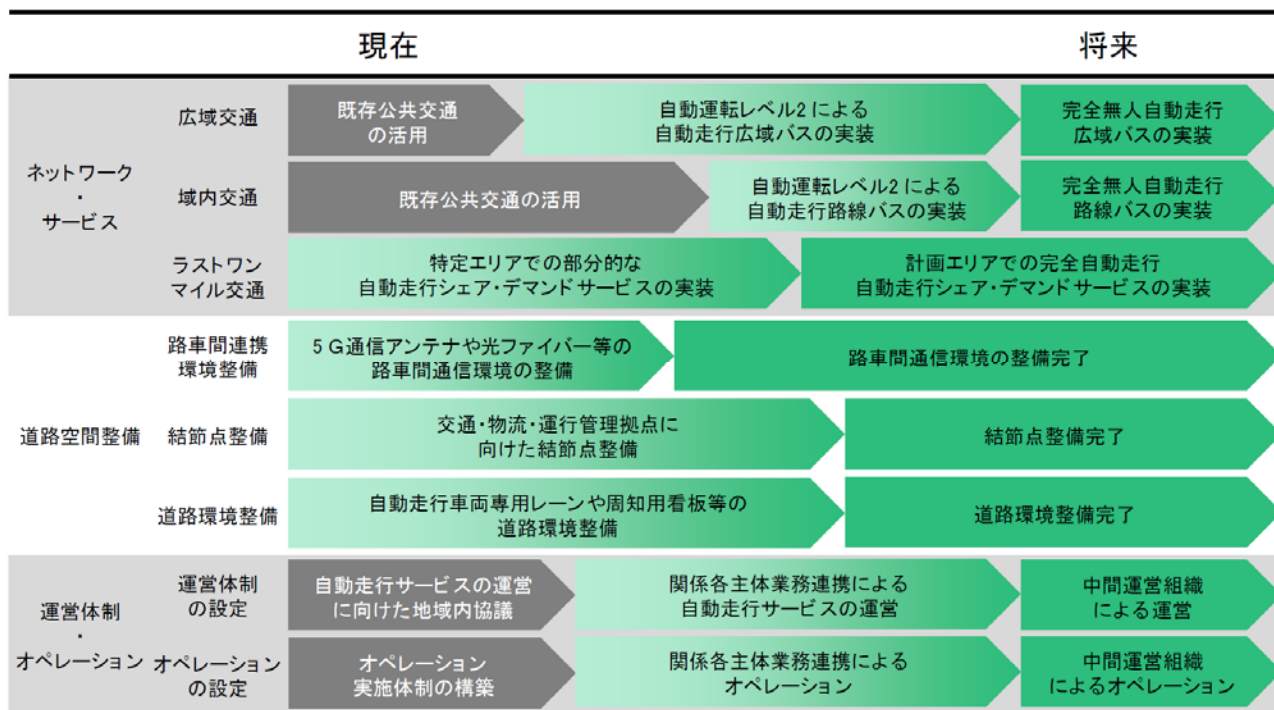 現在
将来
ネットワーク
・
サービス
広域交通
既存公共交通
の活用
自動運転レベル2による
自動走行広域バスの実装
完全無人自動走行
広域バスの実装
域内交通
既存公共交通の活用
自動運転レベル2による
自動走行路線バスの実装
完全無人自動走行
路線バスの実装
ラストワン
マイル交通
特定エリアでの部分的な
自動走行シェア・デマンドサービスの実装
計画エリアでの完全自動走行
自動走行シェア・デマンドサービスの実装
道路空間整備
路車間連携
環境整備
5G通信アンテナや光ファイバー等の
路車間通信環境の整備
路車間通信環境の整備完了
結節点整備
交通・物流・運行管理拠点に
向けた結節点整備
結節点整備完了
道路環境整備
自動走行車両専用レーンや周知用看板等の
道路環境整備
道路環境整備完了
運営体制
・
オペレーション
運営体制
の設定
自動走行サービスの運営
に向けた地域内協議
関係各主体業務連携による
自動走行サービスの運営
中間運営組織
による運営
オペレーション
の設定
オペレーション
実施体制の構築
関係各主体業務連携による
オペレーション
中間運営組織
によるオペレーション